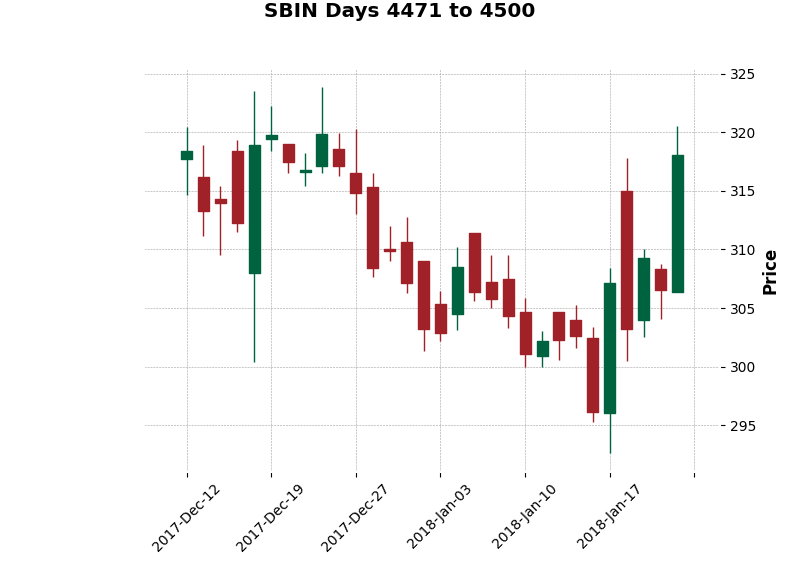 SBIN Days 4471 to 4500
325
320
315
310
305
300
295
Price
2017-Dec-12
2017-Dec-19
2017-Dec-27
2018-Jan-03
2018-Jan-10
2018-Jan-17